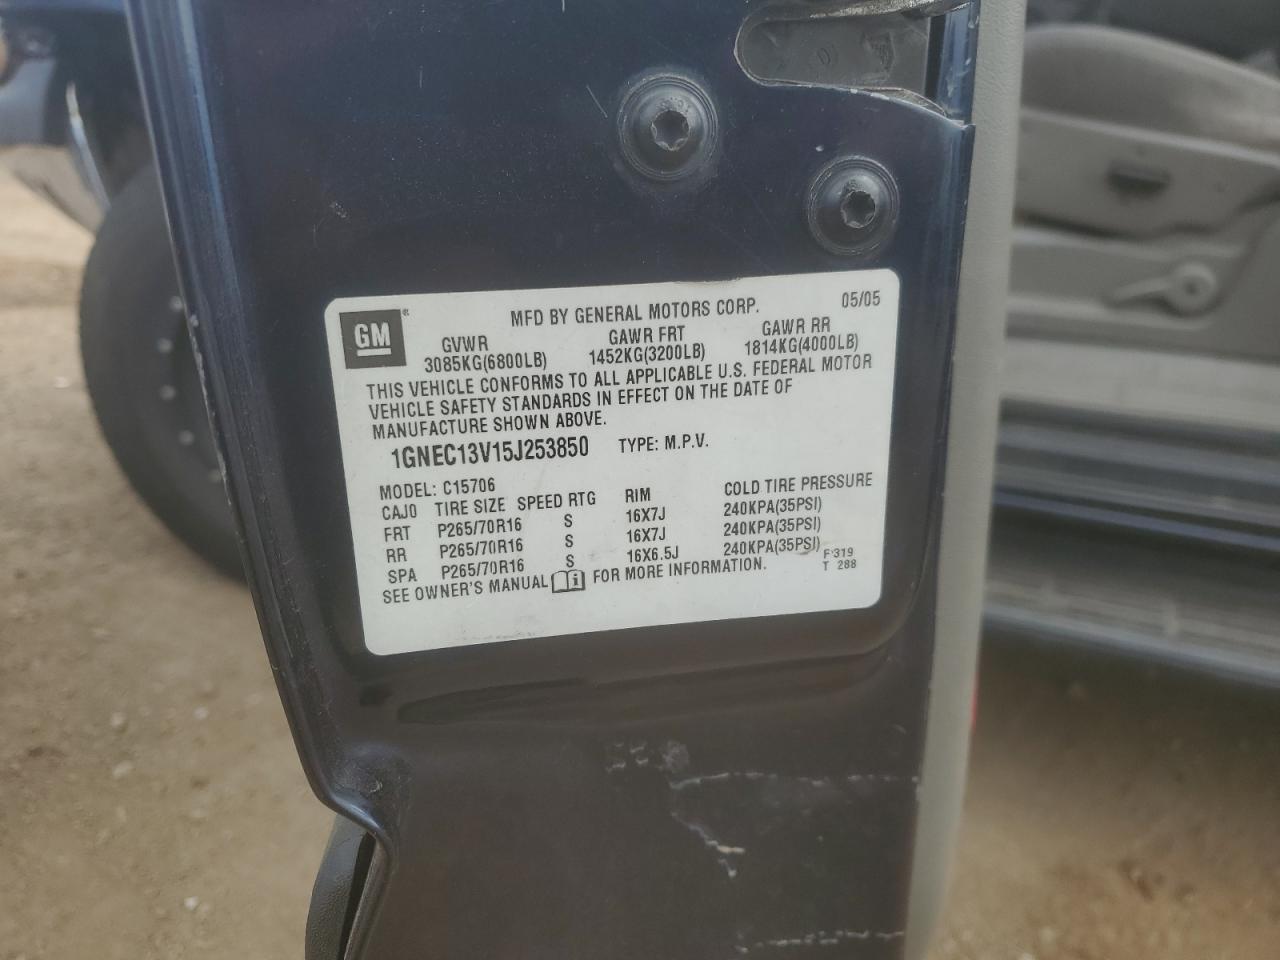 GM®
MFD BY GENERAL MOTORS CORP. 05/05
GVWR GAWR FRT GAWR RR
3085KG(6800LB) 1452KG(3200LB) 1814KG(4000LB)
THIS VEHICLE CONFORMS TO ALL APPLICABLE U.S. FEDERAL MOTOR
VEHICLE SAFETY STANDARDS IN EFFECT ON THE DATE OF
MANUFACTURE SHOWN ABOVE.
1GNEC13V15J253850 TYPE: M.P.V.
MODEL: C15706
CAJ0 TIRE SIZE SPEED RTG RIM COLD TIRE PRESSURE
FRT P265/70R16 S 16X7J 240KPA(35PSI)
RR P265/70R16 S 16X7J 240KPA(35PSI)
SPA P265/70R16 S 16X6.5J 240KPA(35PSI)
SEE OWNER'S MANUAL FOR MORE INFORMATION.
F 319
T 288